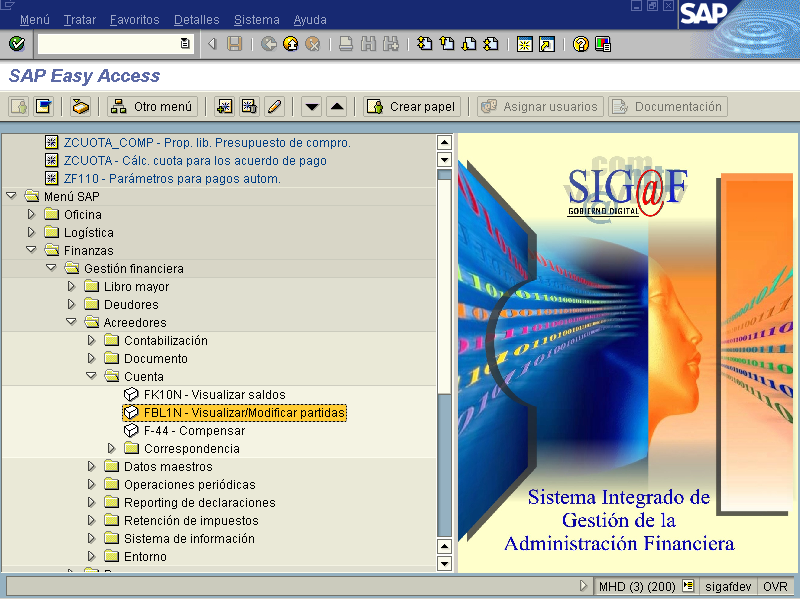 Menú Tratar Favoritos Detalles Sistema Ayuda
SAP
SAP Easy Access
Otro menú Crear papel Asignar usuarios Documentación
ZCUOTA_COMP - Prop. lib. Presupuesto de compro.
ZCUOTA - Cálc. cuota para los acuerdo de pago
ZF110 - Parámetros para pagos autom.
Menú SAP
Oficina
Logística
Finanzas
Gestión financiera
Libro mayor
Deudores
Acreedores
Contabilización
Documento
Cuenta
FK10N - Visualizar saldos
FBL1N - Visualizar/Modificar partidas
F-44 - Compensar
Correspondencia
Datos maestros
Operaciones periódicas
Reporting de declaraciones
Retención de impuestos
Sistema de información
Entorno
SIG@F
GOBIERNO DIGITAL
Sistema Integrado de
Gestión de la
Administración Financiera
MHD (3) (200) sigafdev OVR